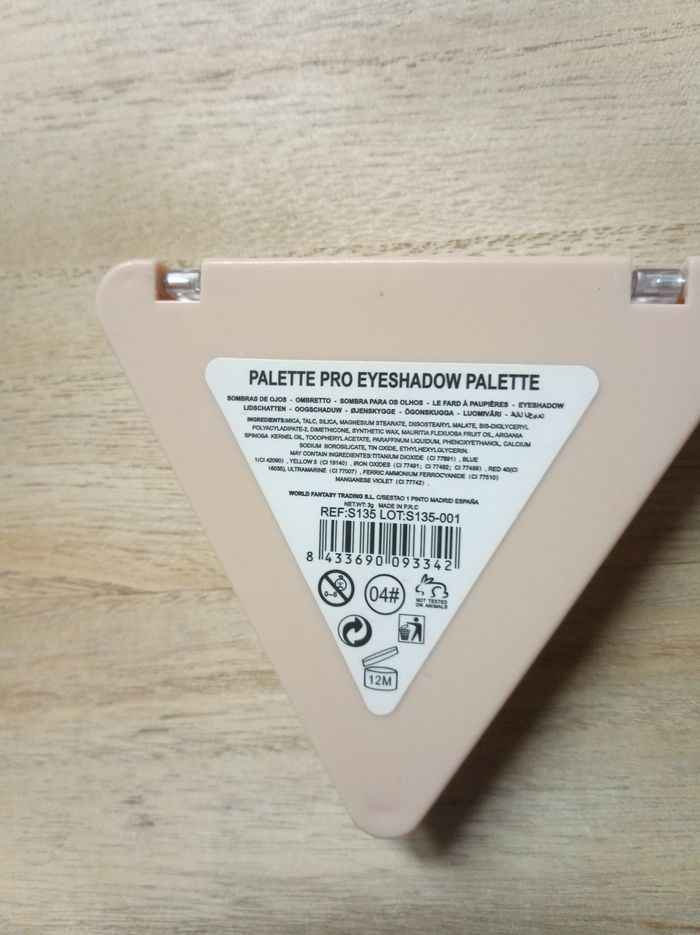 PALETTE PRO EYESHADOW PALETTE
SOMBRAS DE OJOS - OMBRETTO - SOMBRA PARA OS OLHOS - LE FARD À PAUPIÈRES - EYESHADOW
LIDSCHATTEN - OOGSCHADUW - ØJENSKYGGE - ÖGONSKUGGA - LUOMIVÄRI -
INGREDIENTS:MICA, TALC, SILICA, MAGNESIUM STEARATE, DIISOSTEARYL MALATE, BIS-DIGLYCERYL
POLYACYLADIPATE-2, DIMETHICONE, SYNTHETIC WAX, MAURITIA FLEXUOSA FRUIT OIL, ARGANIA
SPINOSA KERNEL OIL, TOCOPHERYLACETATE, PARAFFINUM LIQUIDUM, PHENOXYETHANOL, CALCIUM
SODIUM BOROSILICATE, TIN OXIDE, ETHYLHEXYLGLYCERIN.
MAY CONTAIN INGREDIENTES:TITANIUM DIOXIDE (CI 77891) , BLUE
1(CI 42090) ,YELLOW 5 (CI 19140) , IRON OXIDES (CI 77491; CI 77492; CI 77499) , RED 40(CI
16035), ULTRAMARINE (CI 77007) , FERRIC AMMONIUM FERROCYANIDE (CI 77510)
MANGANESE VIOLET (CI 77742) .
WORLD FANTASY TRADING S.L. C/SESTAO 1 PINTO MADRID ESPAÑA
NET.WT: 3g MADE IN P.R.C
REF:S135 LOT:S135-001
8 433690 093342
0-6
04#
NOT TESTED
ON ANIMALS
12M